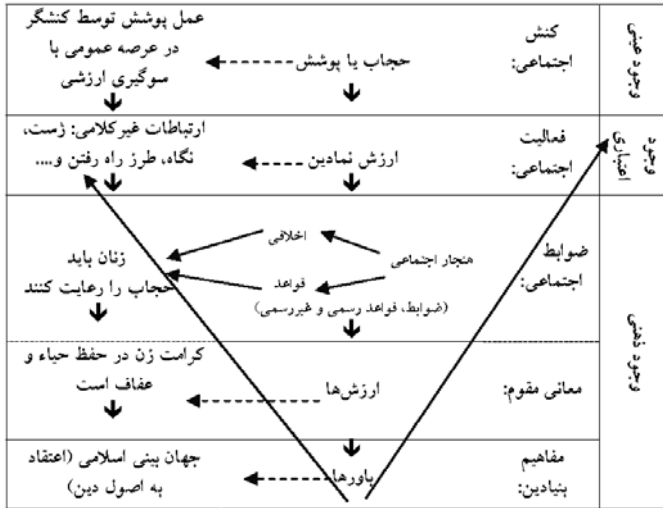 وجود عینی
کنش
اجتماعی:
حجاب یا پوشش
عمل پوشش توسط کنشگر
در عرصه عمومی با
سوگیری ارزشی
وجود
اعتباری
فعالیت
اجتماعی:
ارزش نمادین
ارتباطات غیرکلامی: ژست،
نگاه، طرز راه رفتن و....
وجود ذهنی
ضوابط
اجتماعی:
هنجار اجتماعی
اخلاقی
قواعد
(ضوابط، قواعد رسمی و غیررسمی)
زنان باید
حجاب را رعایت کنند
معانی مقوم:
ارزش‌ها
کرامت زن در حفظ حیاء و
عفاف است
مفاهیم
بنیادین:
باورها
جهان بینی اسلامی (اعتقاد
به اصول دین)